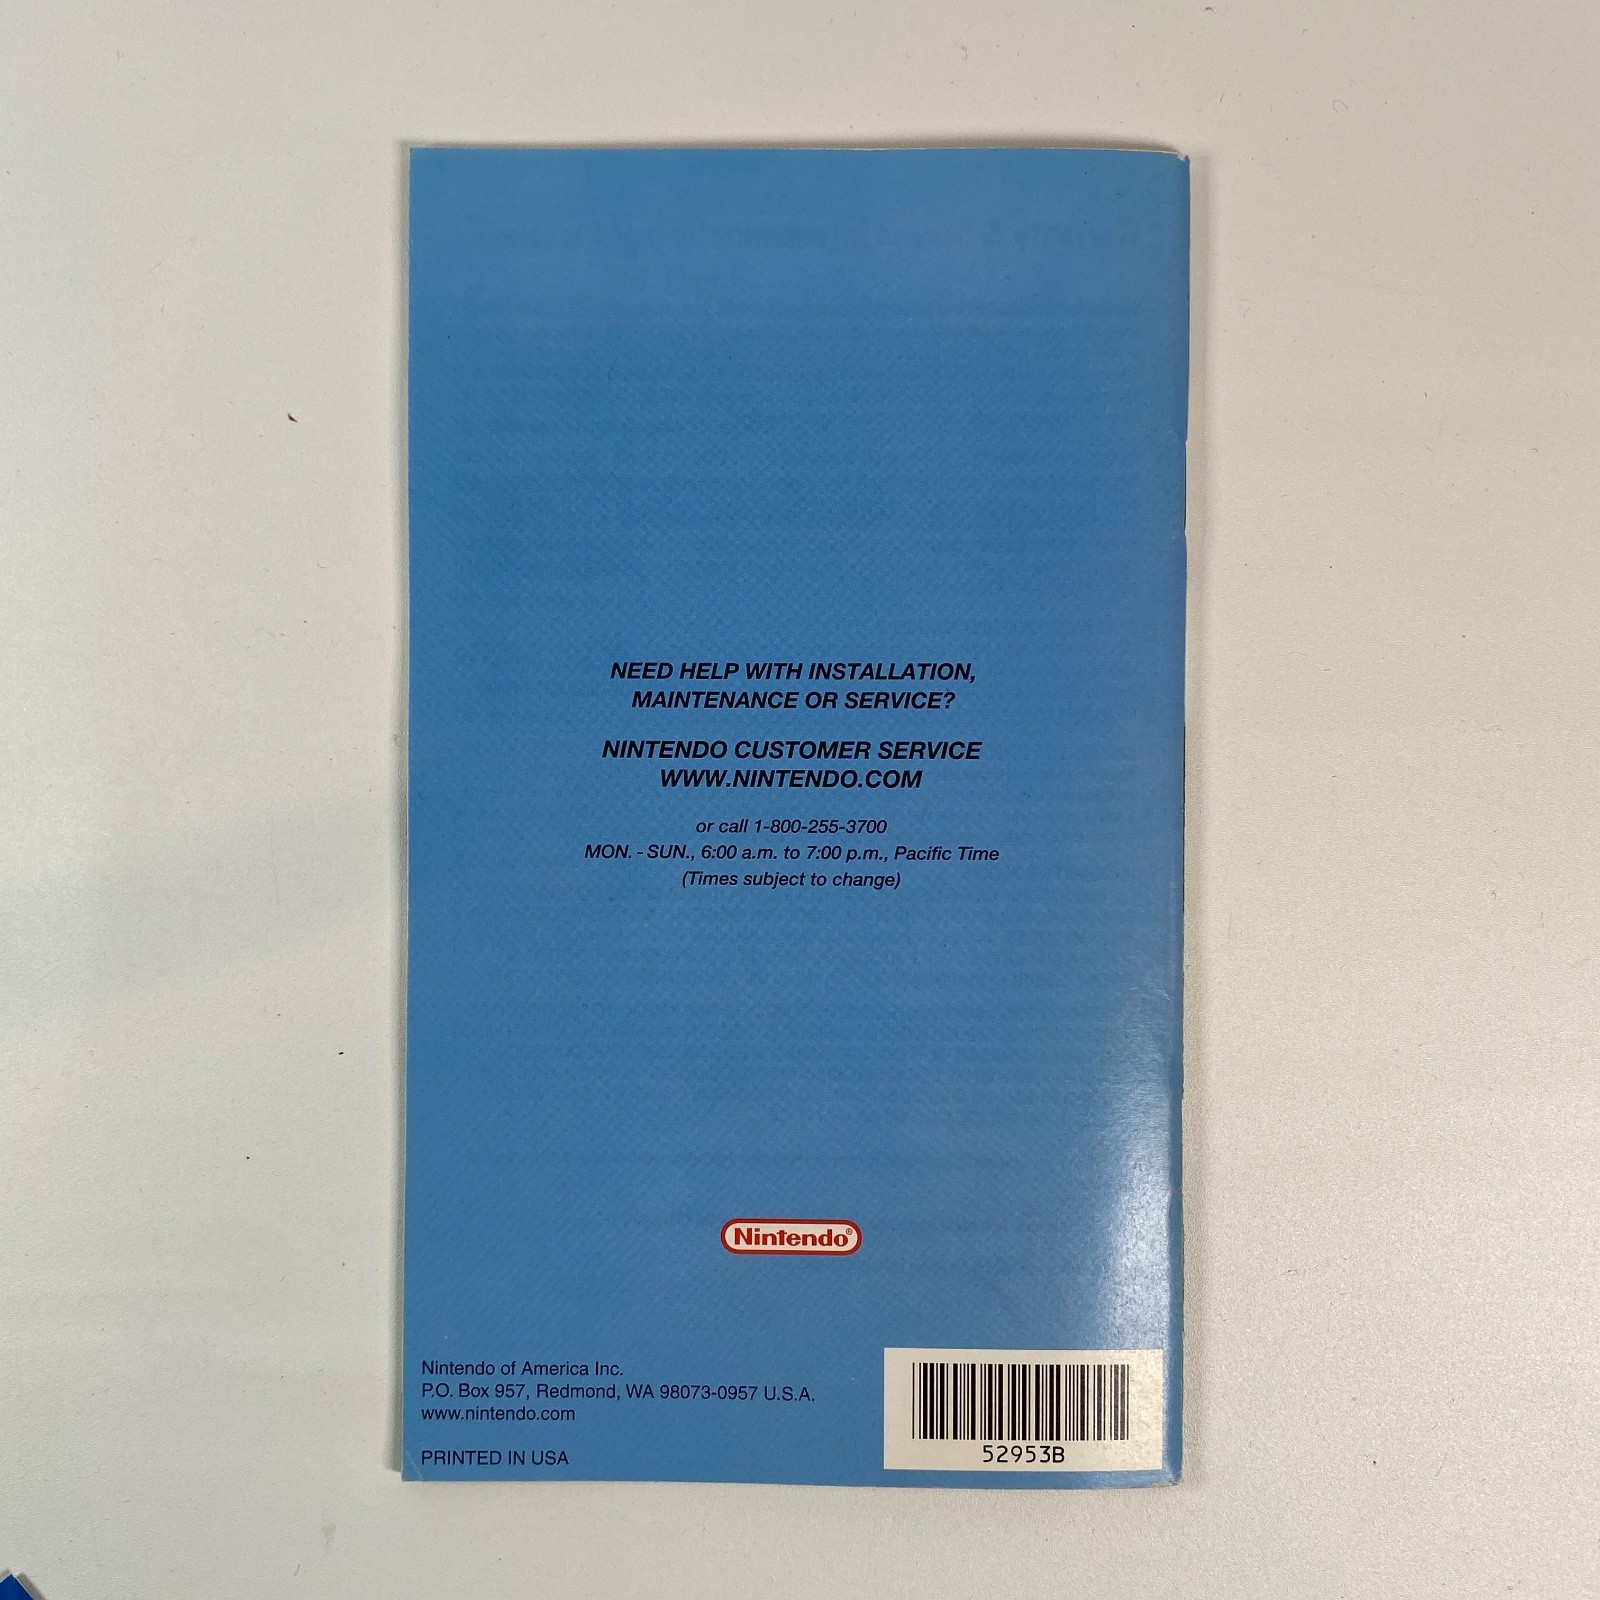 NEED HELP WITH INSTALLATION,
MAINTENANCE OR SERVICE?
NINTENDO CUSTOMER SERVICE
WWW.NINTENDO.COM
or call 1-800-255-3700
MON. - SUN., 6:00 a.m. to 7:00 p.m., Pacific Time
(Times subject to change)
Nintendo®
Nintendo of America Inc.
P.O. Box 957, Redmond, WA 98073-0957 U.S.A.
www.nintendo.com
PRINTED IN USA
52953B